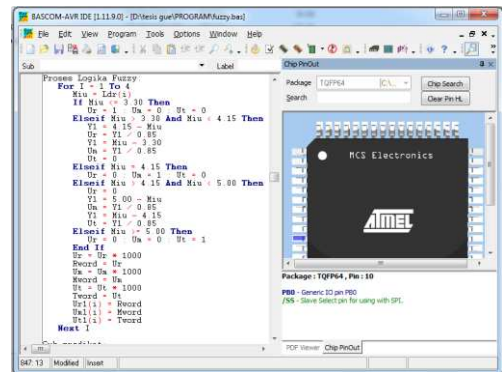 BASCOM-AVR IDE [1.11.9.0] - [D:\tesis gue\PROGRAM\fuzzy.bas]
File Edit View Program Tools Options Window Help
Sub Label
Proses Logika Fuzzy
For I = 1 To 4
Miu = Ldr(i)
If Miu <= 3.30 Then
Ur = 1 : Um = 0 : Ut = 0
Elseif Miu > 3.30 And Miu < 4.15 Then
Y1 = 4.15 - Miu
Ur = Y1 / 0.85
Y1 = Miu - 3.30
Um = Y1 / 0.85
Ut = 0
Elseif Miu = 4.15 Then
Ur = 0 : Um = 1 : Ut = 0
Elseif Miu > 4.15 And Miu < 5.00 Then
Ur = 0
Y1 = 5.00 - Miu
Um = Y1 / 0.85
Y1 = Miu - 4.15
Ut = Y1 / 0.85
Elseif Miu >= 5.00 Then
Ur = 0 : Um = 0 : Ut = 1
End If
Ur = Ur * 1000
Rword = Ur
Um = Um * 1000
Mword = Um
Ut = Ut * 1000
Tword = Ut
Ur1(i) = Rword
Um1(i) = Mword
Ut1(i) = Tword
Next I
847: 13 Modified Insert
Chip PinOut
Package TQFP64 [C:\... Chip Search
Search Clear Pin HL
MCS Electronics
ATMEL
Package : TQFP64 , Pin : 10
PB0 - Generic IO pin PB0
/SS - Slave Select pin for using with SPI.
PDF Viewer Chip PinOut